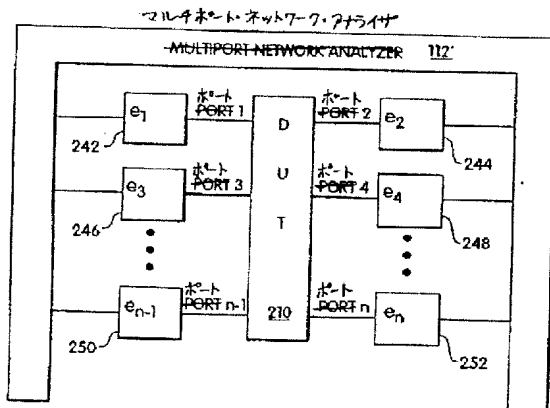 マルチポート・ネットワーク・アナライザ
MULTIPORT NETWORK ANALYZER 112'
ポート ポート
e1 PORT 1 D PORT 2 e2
242 244
ポート U ポート
e3 PORT 3 PORT 4 e4
246 T 248
ポート ポート
en-1 PORT n-1 210 PORT n en
250 252